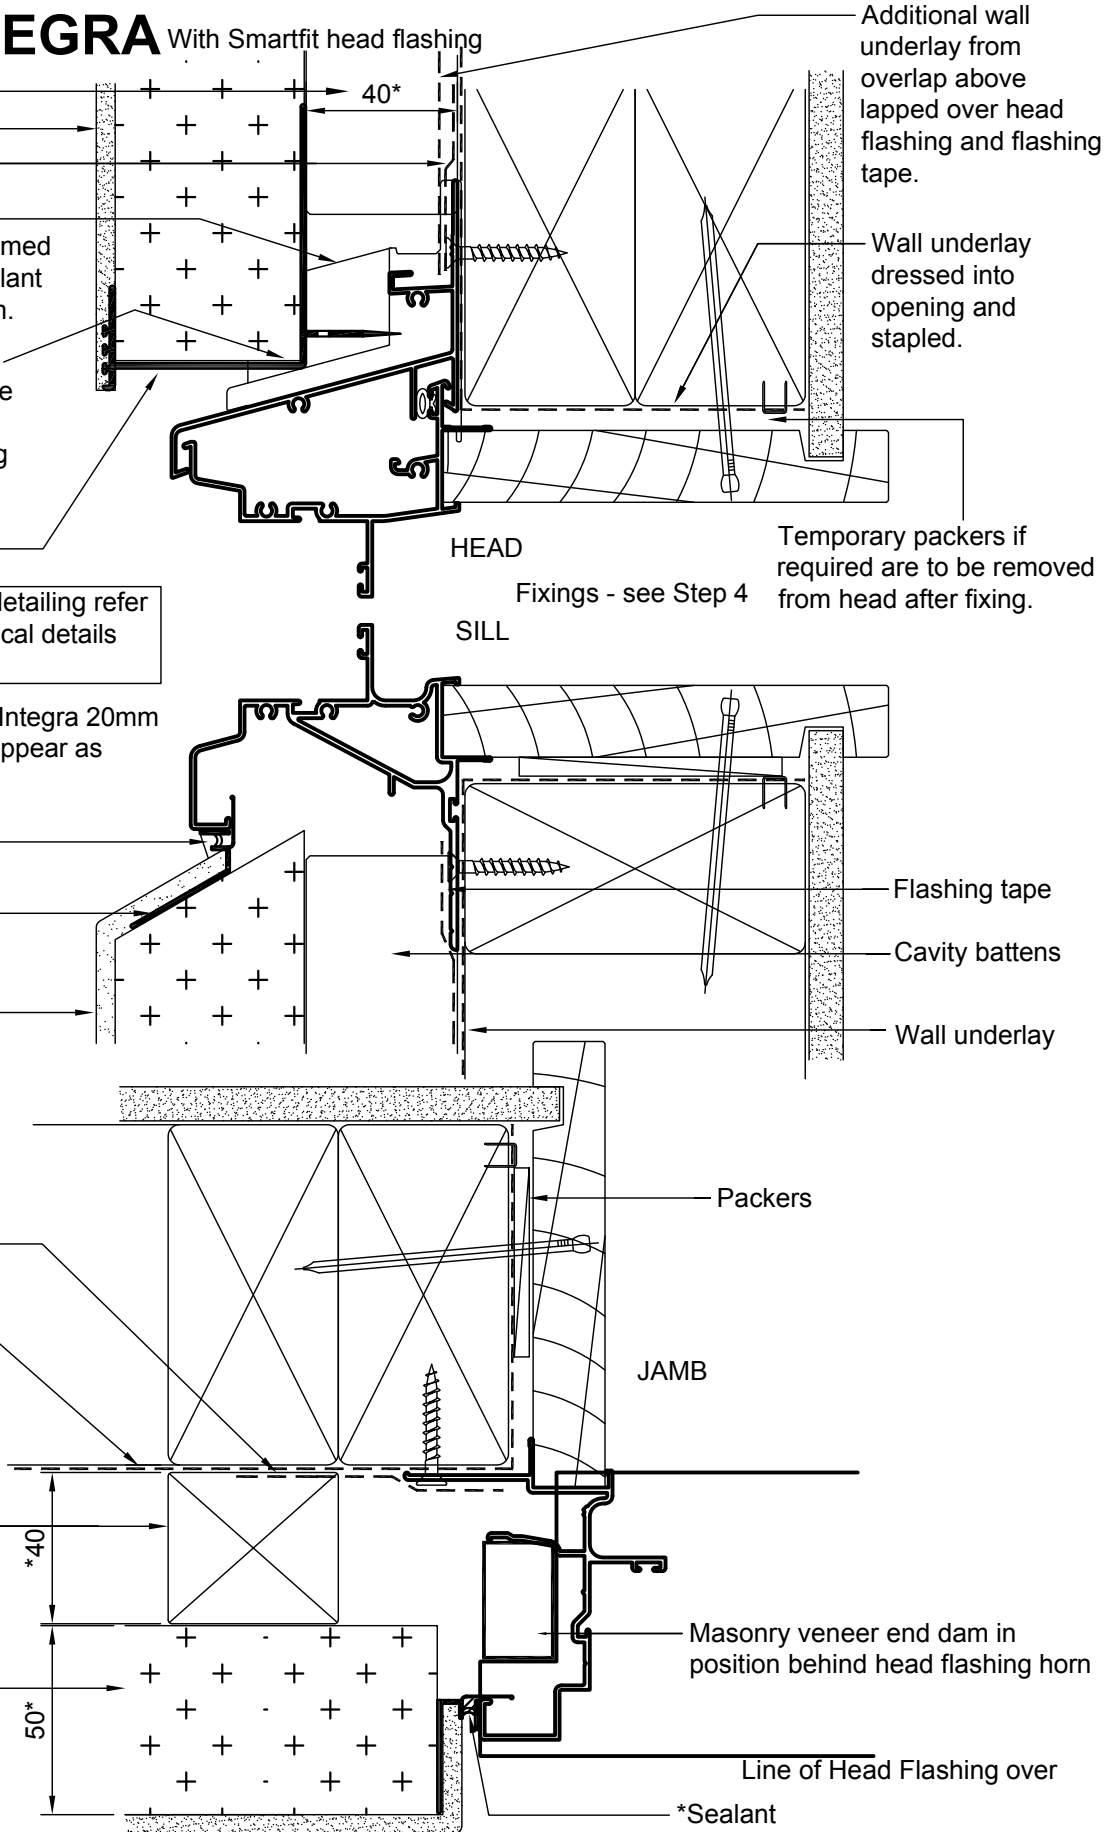 EGRA With Smartfit head flashing
Additional wall
underlay from
overlap above
lapped over head
flashing and flashing
tape.
40*
med
lant
Wall underlay
dressed into
opening and
stapled.
e
g
HEAD
Temporary packers if
required are to be removed
from head after fixing.
Fixings - see Step 4
etailing refer
cal details
SILL
Integra 20mm
ppear as
Flashing tape
Cavity battens
Wall underlay
Packers
JAMB
*40
50*
Masonry veneer end dam in
position behind head flashing horn
Line of Head Flashing over
*Sealant